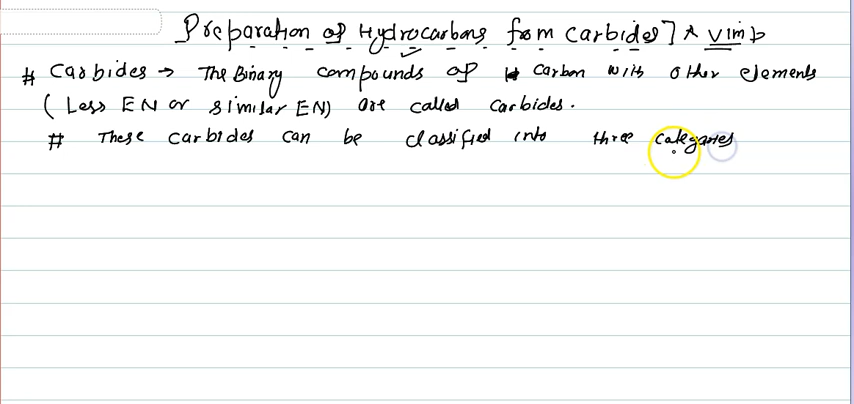 Preparation of Hydrocarbons from carbides] * V imp
# Carbides → The Binary compounds of carbon with other elements
( Less EN or similar EN) are called carbides.
# These carbides can be classified into three categories